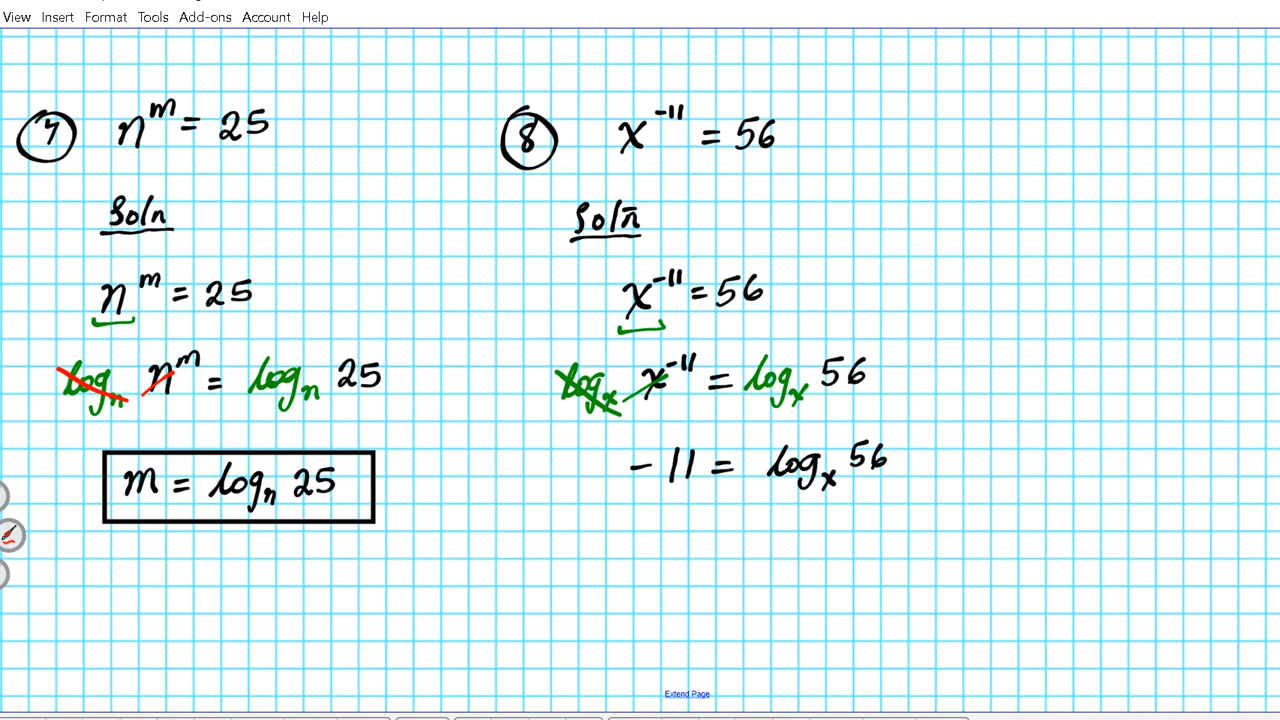 View Insert Format Tools Add-ons Account Help
7 n^m = 25
Soln
n^m = 25
log_n n^m = log_n 25
m = log_n 25
8 x^-11 = 56
Soln
x^-11 = 56
log_x x^-11 = log_x 56
-11 = log_x 56
Extend Page